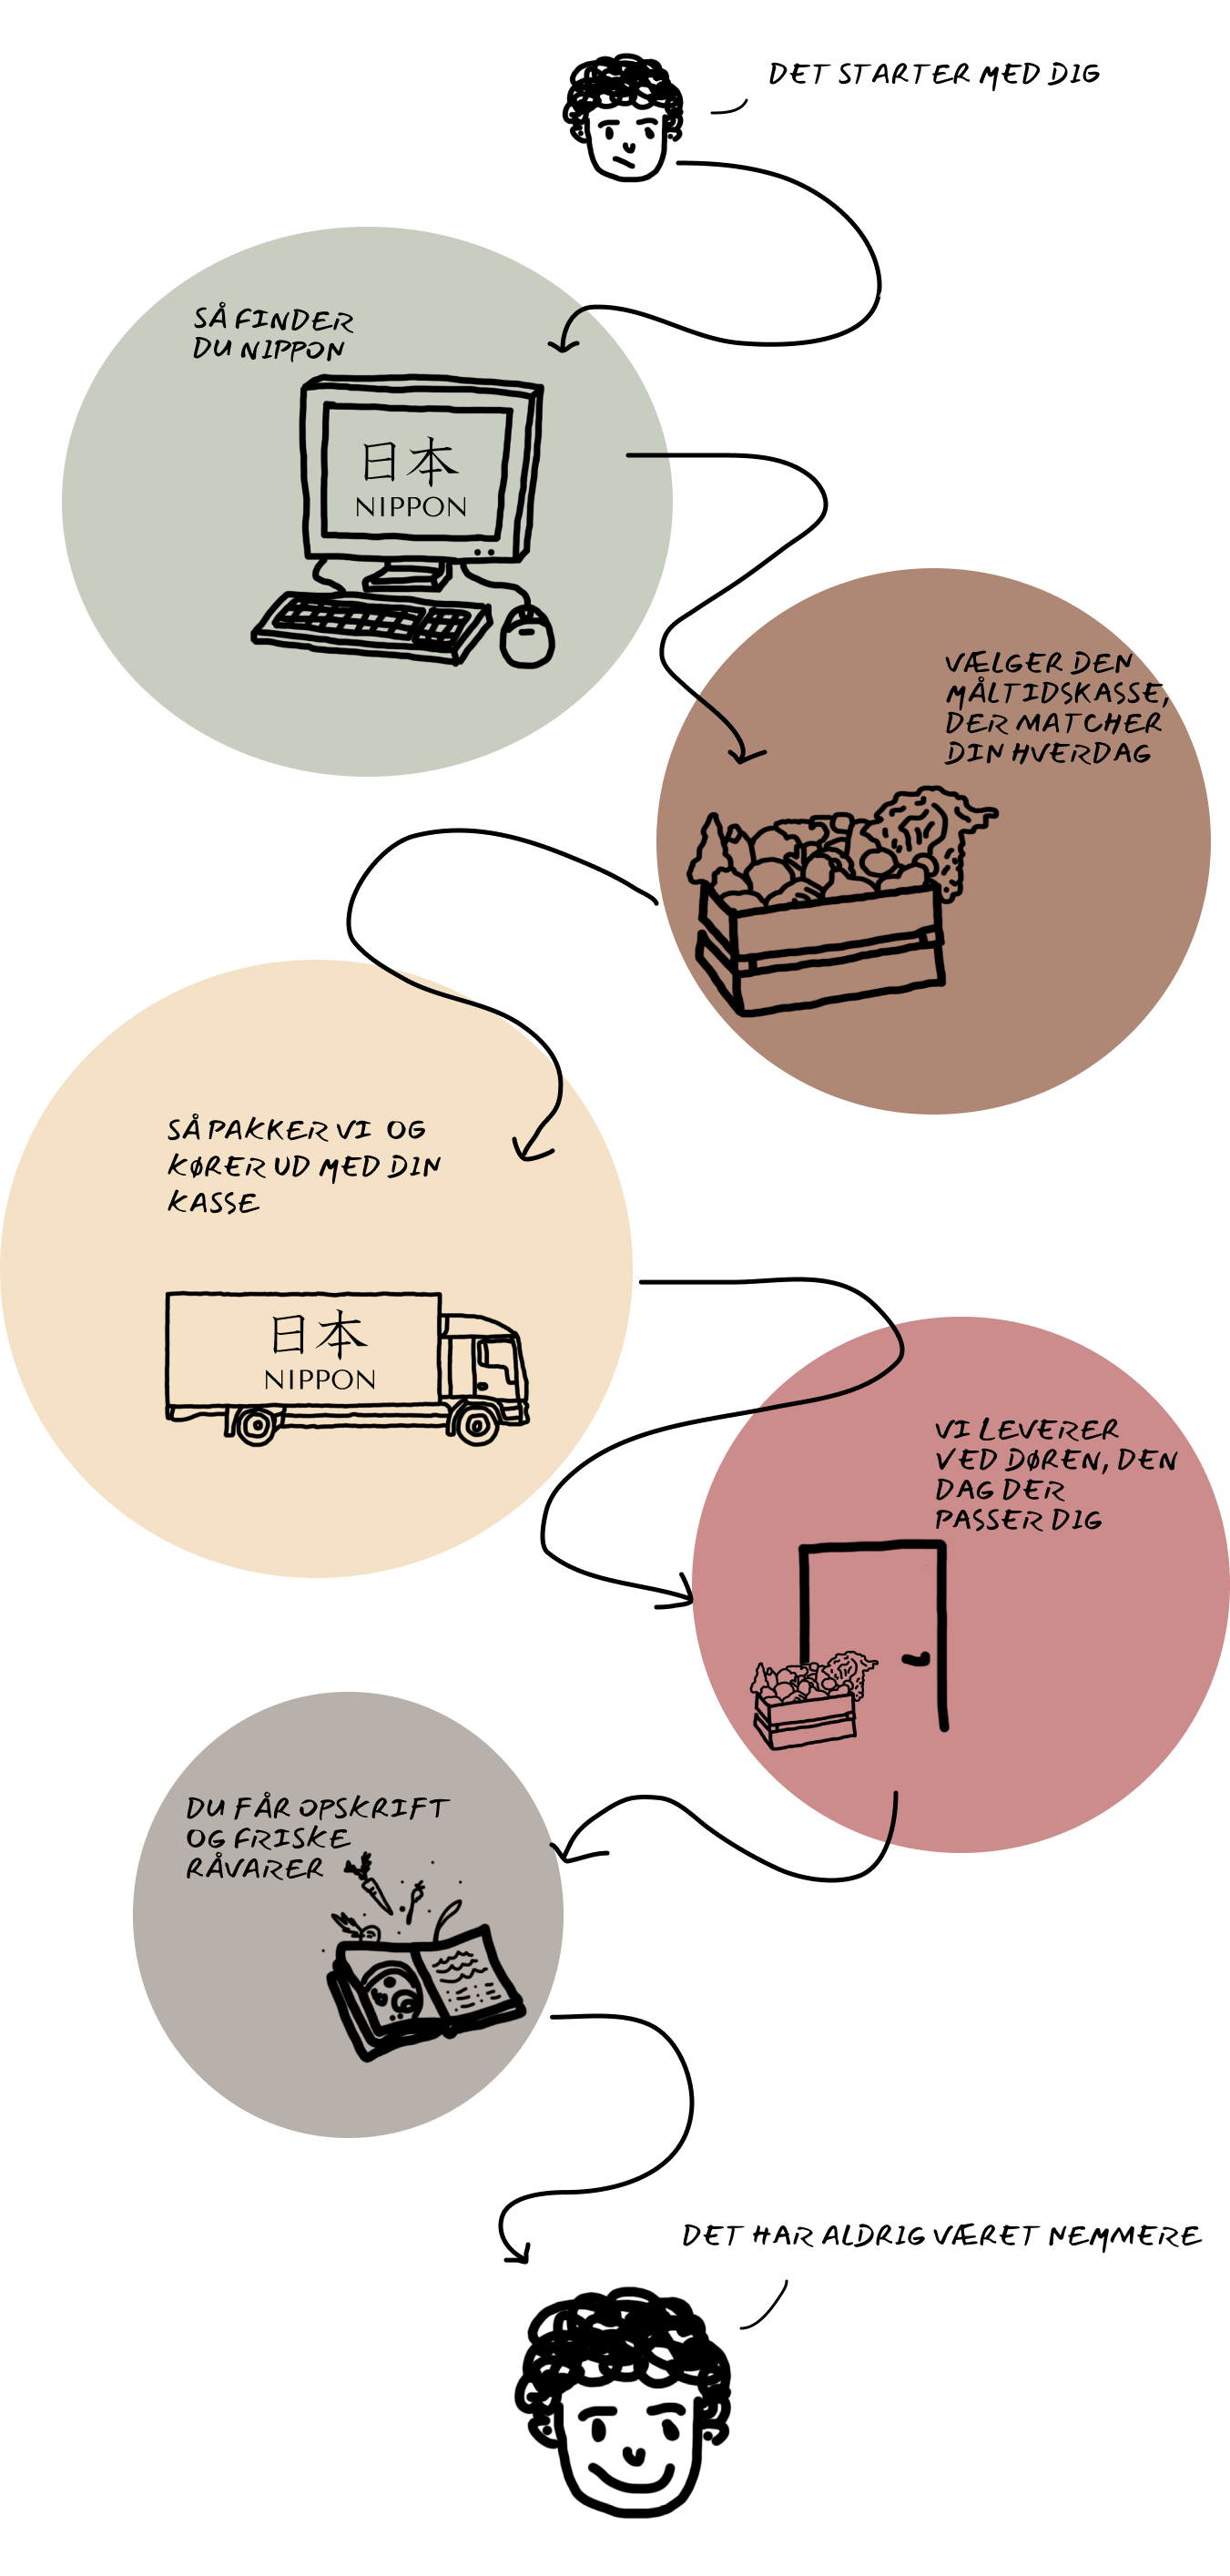 DET STARTER MED DIG
SÅ FINDER
DU NIPPON
日本
NIPPON
VÆLGER DEN
MÅLTIDSKASSE,
DER MATCHER
DIN HVERDAG
SÅ PAKKER VI OG
KØRER UD MED DIN
KASSE
日本
NIPPON
VI LEVERER
VED DØREN, DEN
DAG DER
PASSER DIG
DU FÅR OPSKRIFT
OG FRISKE
RÅVARER
DET HAR ALDRIG VÆRET NEMMERE